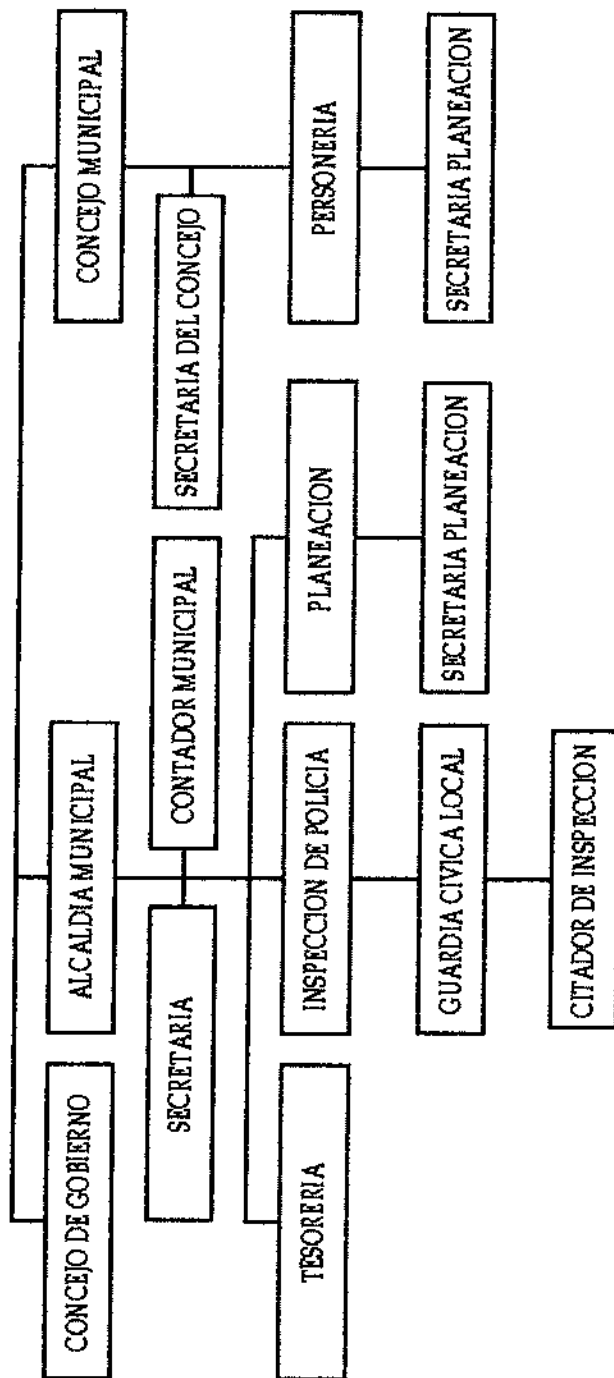 CONCEJO DE GOBIERNO
ALCALDIA MUNICIPAL
CONCEJO MUNICIPAL
SECRETARIA
CONTADOR MUNICIPAL
SECRETARIA DEL CONCEJO
TESORERIA
INSPECCION DE POLICIA
PLANEACION
PERSONERIA
GUARDIA CIVICA LOCAL
SECRETARIA PLANEACION
SECRETARIA PLANEACION
CITADOR DE INSPECCION